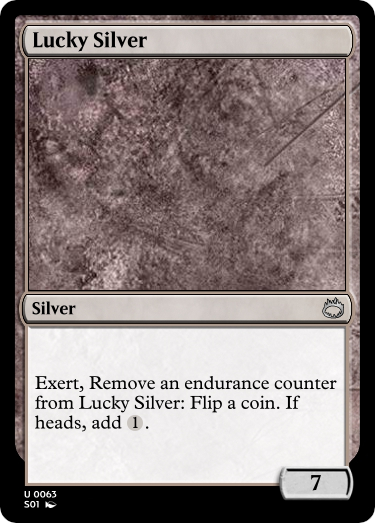 Lucky Silver
Silver
Exert, Remove an endurance counter
from Lucky Silver: Flip a coin. If
heads, add 1.
7
U 0063
S01